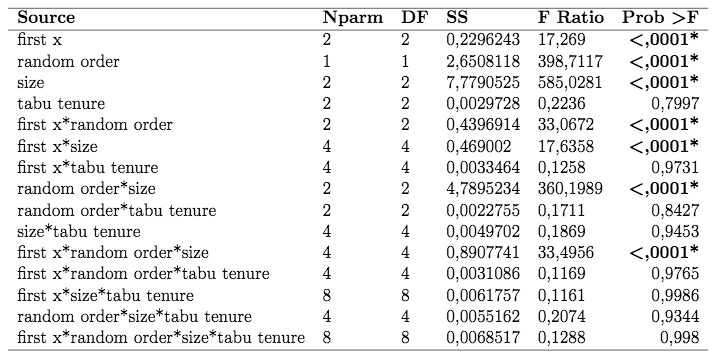 Source Nparm DF SS F Ratio Prob >F
first x 2 2 0,2296243 17,269 <,0001*
random order 1 1 2,6508118 398,7117 <,0001*
size 2 2 7,7790525 585,0281 <,0001*
tabu tenure 2 2 0,0029728 0,2236 0,7997
first x*random order 2 2 0,4396914 33,0672 <,0001*
first x*size 4 4 0,469002 17,6358 <,0001*
first x*tabu tenure 4 4 0,0033464 0,1258 0,9731
random order*size 2 2 4,7895234 360,1989 <,0001*
random order*tabu tenure 2 2 0,0022755 0,1711 0,8427
size*tabu tenure 4 4 0,0049702 0,1869 0,9453
first x*random order*size 4 4 0,8907741 33,4956 <,0001*
first x*random order*tabu tenure 4 4 0,0031086 0,1169 0,9765
first x*size*tabu tenure 8 8 0,0061757 0,1161 0,9986
random order*size*tabu tenure 4 4 0,0055162 0,2074 0,9344
first x*random order*size*tabu tenure 8 8 0,0068517 0,1288 0,998